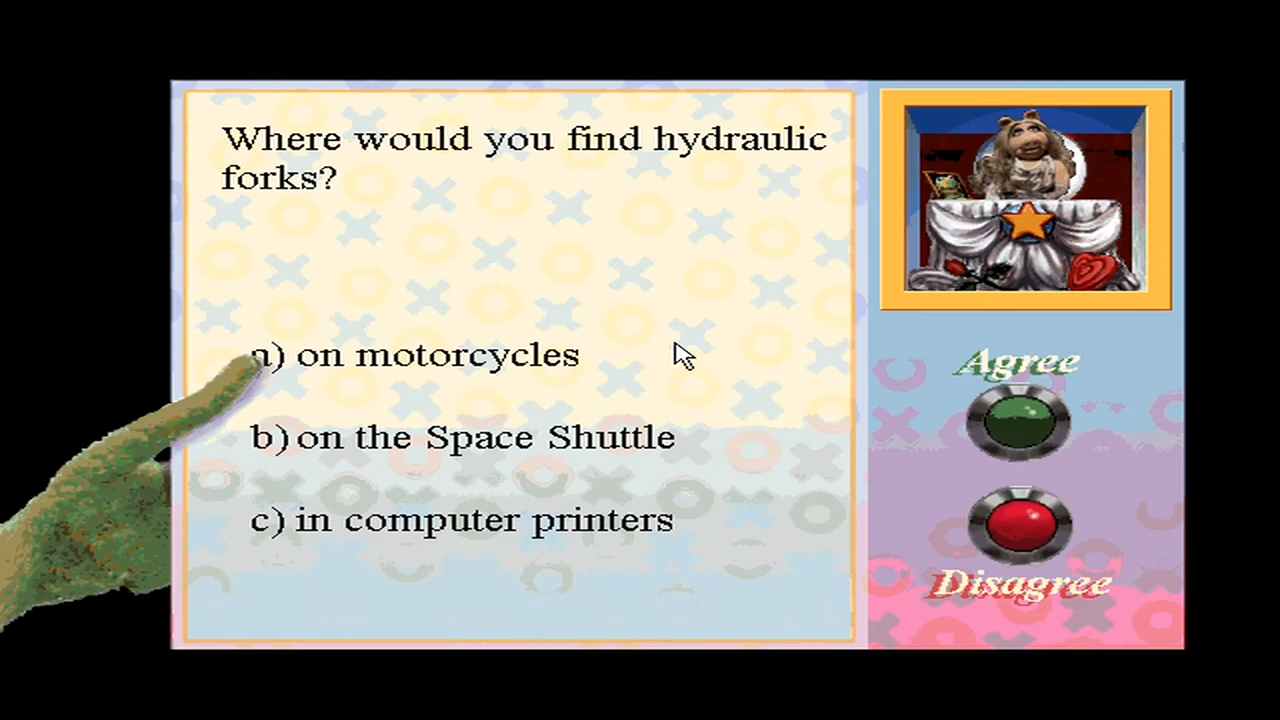 Where would you find hydraulic
forks?
a) on motorcycles
b) on the Space Shuttle
c) in computer printers
Agree
Disagree